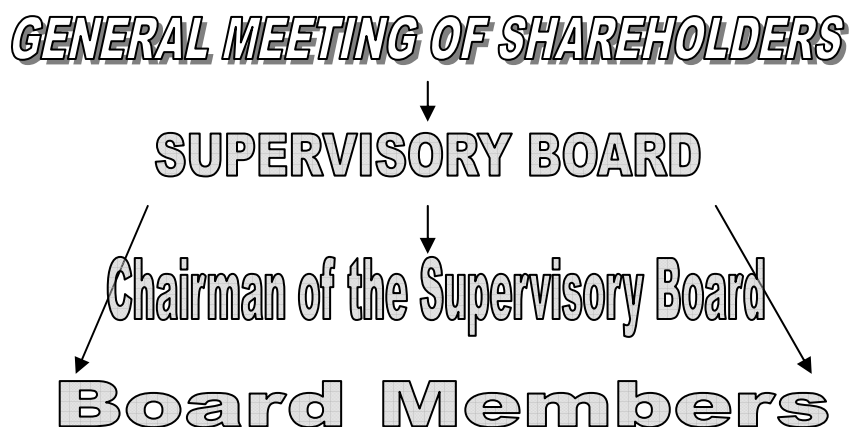 GENERAL MEETING OF SHAREHOLDERS
SUPERVISORY BOARD
Chairman of the Supervisory Board
Board Members